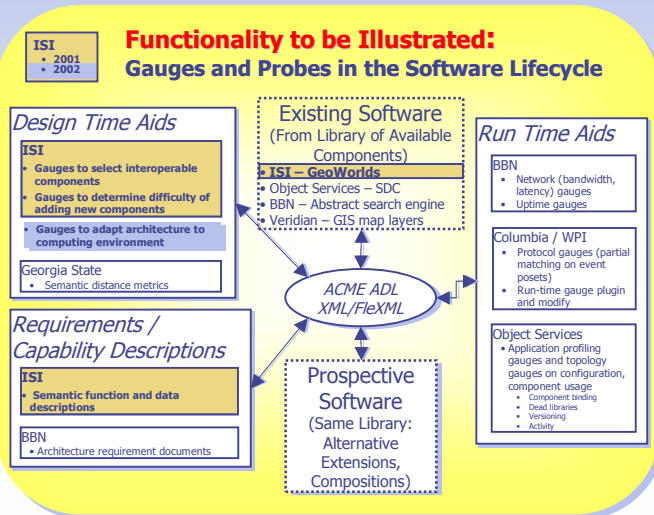 ISI
• 2001
• 2002
Functionality to be Illustrated:
Gauges and Probes in the Software Lifecycle
Design Time Aids
ISI
• Gauges to select interoperable
components
• Gauges to determine difficulty of
adding new components
• Gauges to adapt architecture to
computing environment
Georgia State
• Semantic distance metrics
Requirements /
Capability Descriptions
ISI
• Semantic function and data
descriptions
BBN
• Architecture requirement documents
Existing Software
(From Library of Available
Components)
• ISI – GeoWorlds
• Object Services – SDC
• BBN – Abstract search engine
• Veridian – GIS map layers
ACME ADL
XML/FleXML
Prospective
Software
(Same Library:
Alternative
Extensions,
Compositions)
Run Time Aids
BBN
• Network (bandwidth,
latency) gauges
• Uptime gauges
Columbia / WPI
• Protocol gauges (partial
matching on event
posets)
• Run-time gauge plugin
and modify
Object Services
• Application profiling
gauges and topology
gauges on configuration,
component usage
• Component binding
• Dead libraries
• Versioning
• Activity